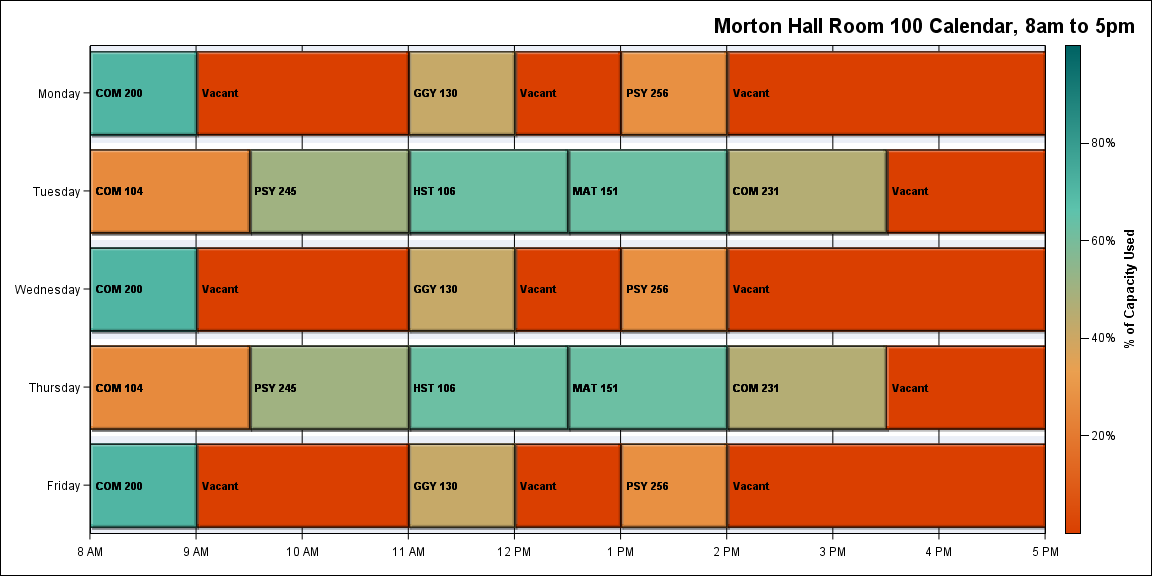 Morton Hall Room 100 Calendar, 8am to 5pm
Monday COM 200 Vacant GGY 130 Vacant PSY 256 Vacant
Tuesday COM 104 PSY 245 HST 106 MAT 151 COM 231 Vacant
Wednesday COM 200 Vacant GGY 130 Vacant PSY 256 Vacant
Thursday COM 104 PSY 245 HST 106 MAT 151 COM 231 Vacant
Friday COM 200 Vacant GGY 130 Vacant PSY 256 Vacant
8 AM 9 AM 10 AM 11 AM 12 PM 1 PM 2 PM 3 PM 4 PM 5 PM
80%
60%
40%
20%
% of Capacity Used